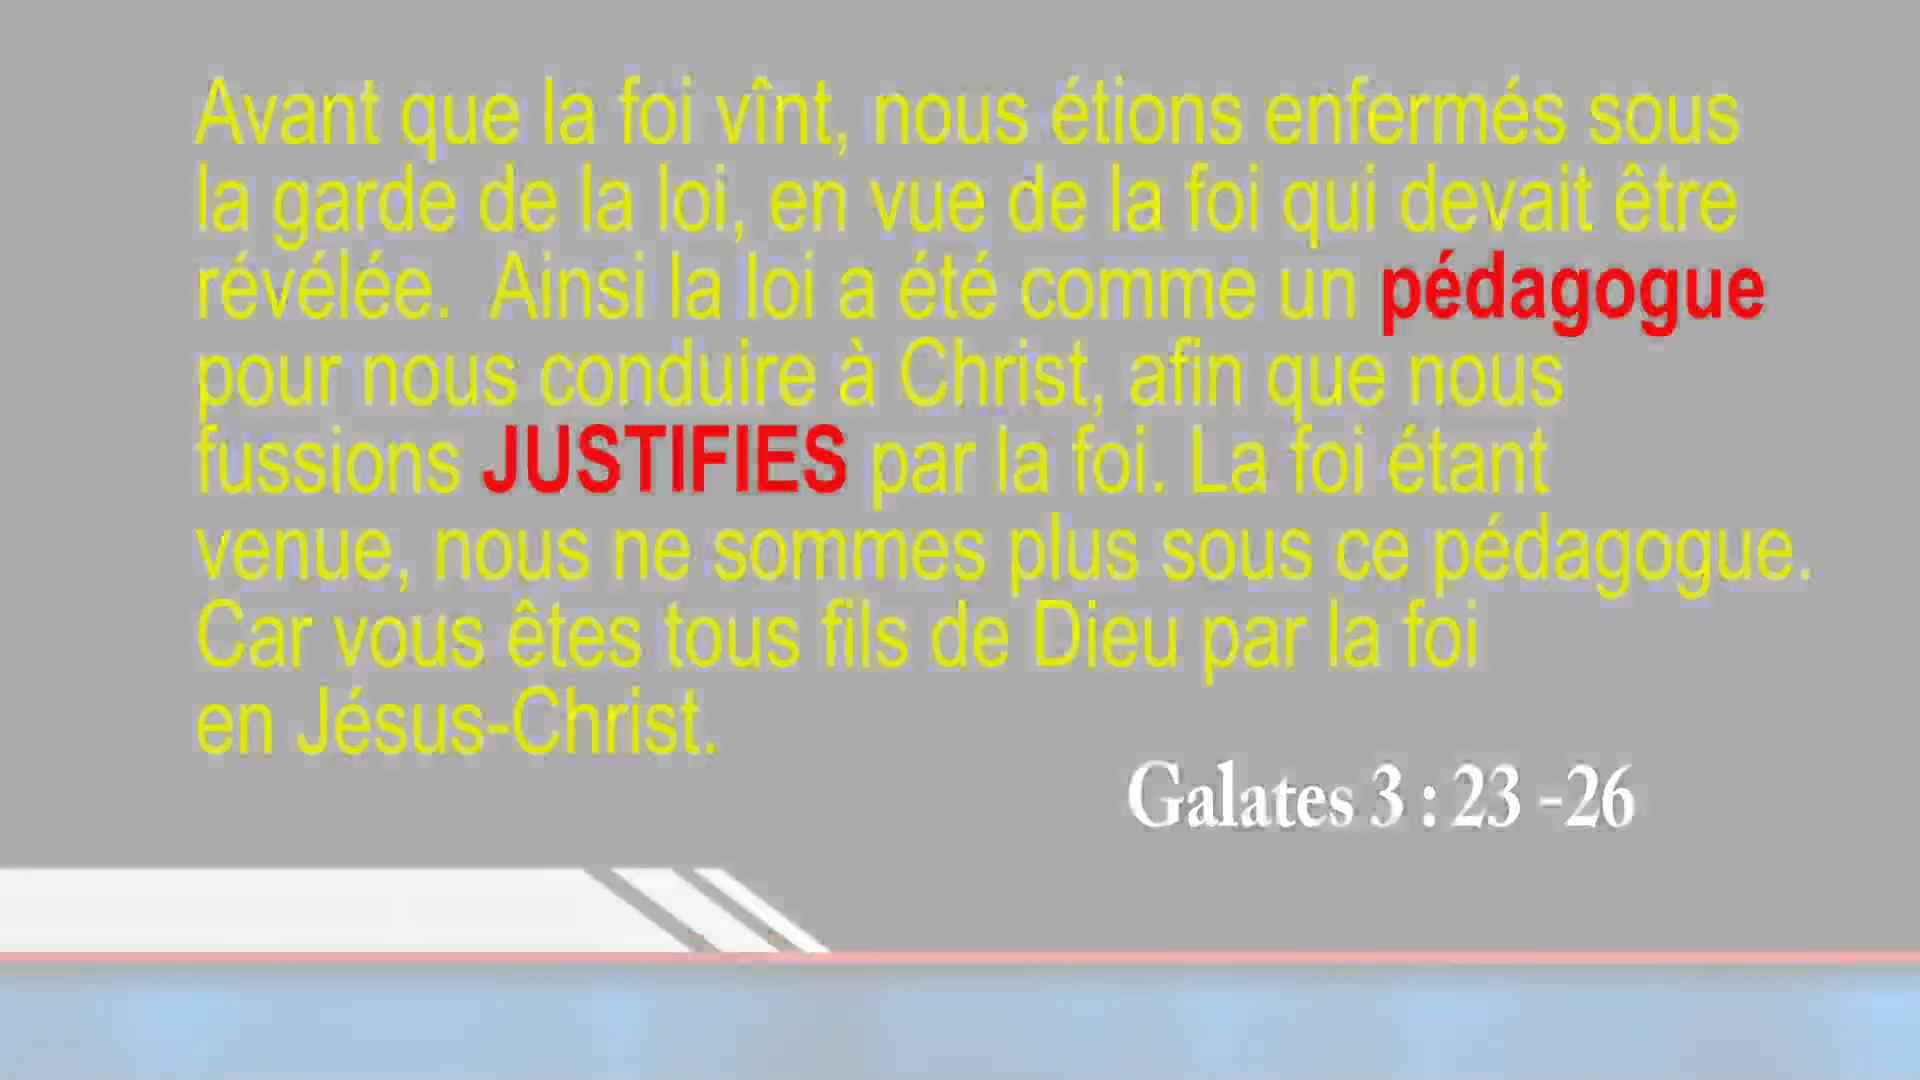 Avant que la foi vînt, nous étions enfermés sous
la garde de la loi, en vue de la foi qui devait être
révélée.  Ainsi la loi a été comme un pédagogue
pour nous conduire à Christ, afin que nous
fussions JUSTIFIES par la foi. La foi étant
venue, nous ne sommes plus sous ce pédagogue.
Car vous êtes tous fils de Dieu par la foi
en Jésus-Christ.
Galates 3 : 23 -26